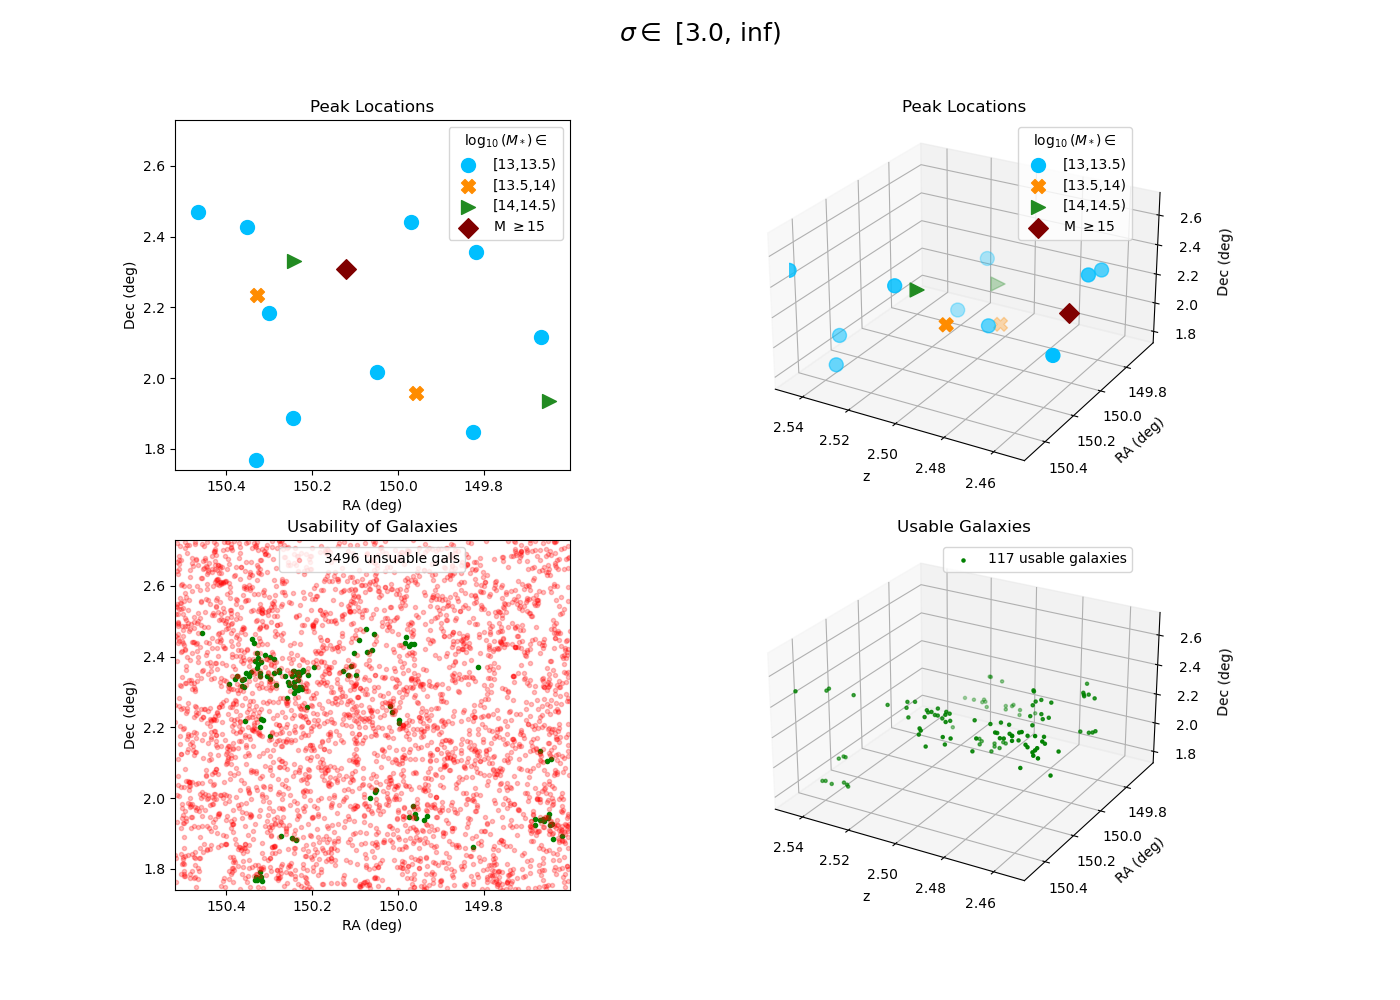 σ ∈ [3.0, inf)
Peak Locations
log₁₀(M*) ∈
[13,13.5)
[13.5,14)
[14,14.5)
M ≥15
2.6
2.4
2.2
2.0
1.8
Dec (deg)
150.4 150.2 150.0 149.8
RA (deg)
Peak Locations
log₁₀(M*) ∈
[13,13.5)
[13.5,14)
[14,14.5)
M ≥15
2.6
2.4
2.2
2.0
1.8
Dec (deg)
149.8
150.0
150.2
150.4
RA (deg)
2.54
2.52
2.50
2.48
2.46
z
Usability of Galaxies
3496 unsuable gals
2.6
2.4
2.2
2.0
1.8
Dec (deg)
150.4 150.2 150.0 149.8
RA (deg)
Usable Galaxies
117 usable galaxies
2.6
2.4
2.2
2.0
1.8
Dec (deg)
149.8
150.0
150.2
150.4
RA (deg)
2.54
2.52
2.50
2.48
2.46
z